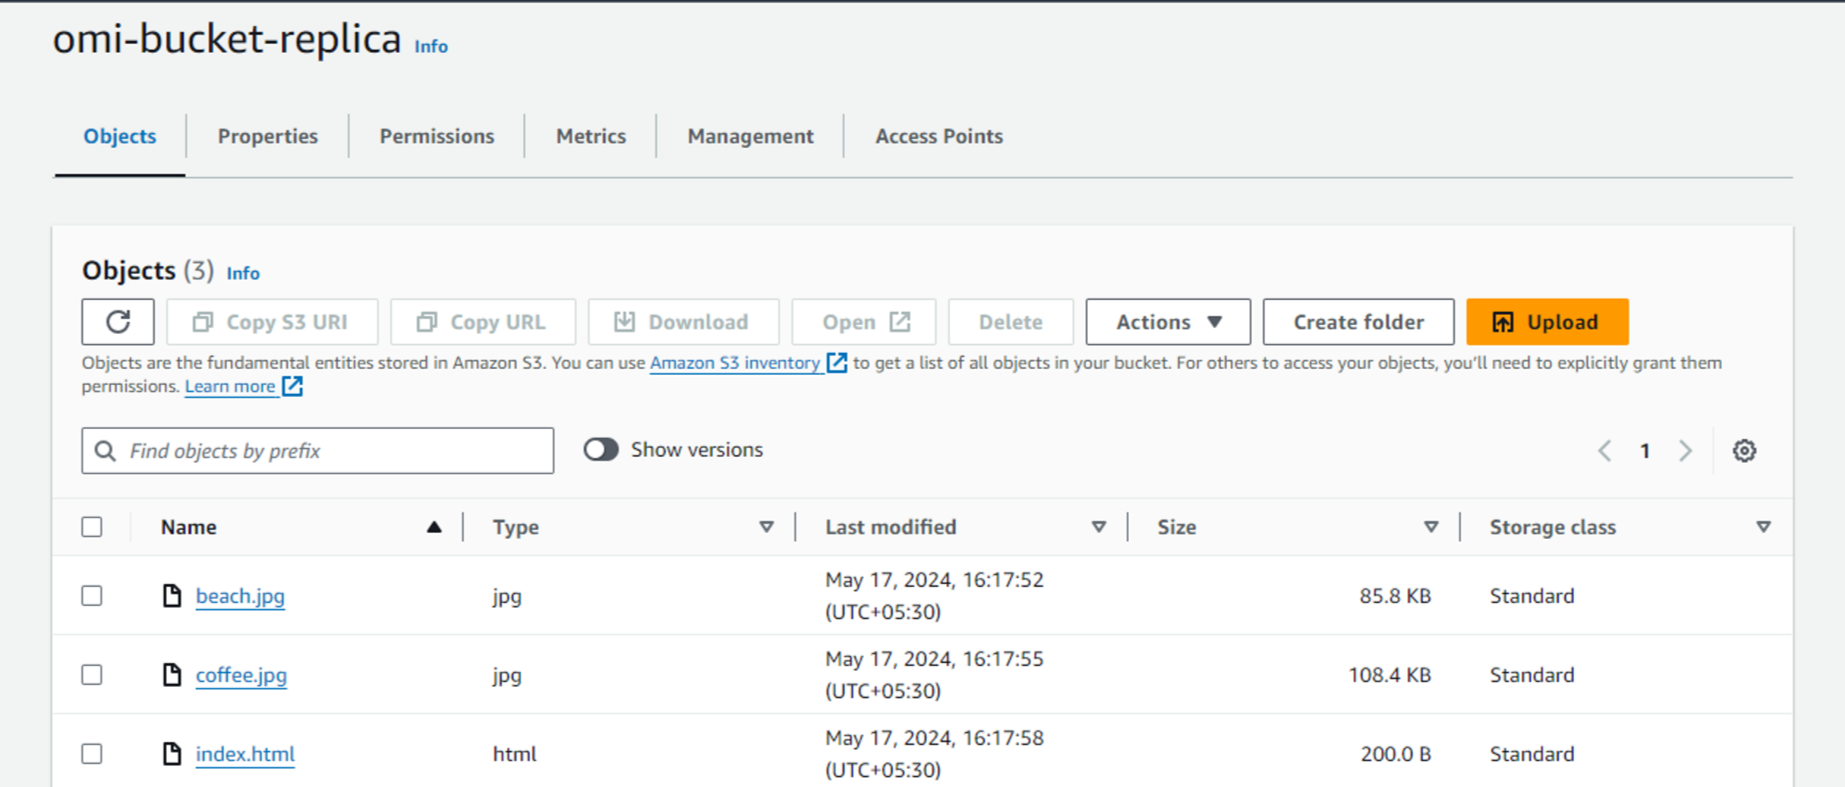 omi-bucket-replica Info
Objects Properties Permissions Metrics Management Access Points
Objects (3) Info
Copy S3 URI Copy URL Download Open Delete Actions Create folder Upload
Objects are the fundamental entities stored in Amazon S3. You can use Amazon S3 inventory to get a list of all objects in your bucket. For others to access your objects, you'll need to explicitly grant them
permissions. Learn more
Find objects by prefix Show versions 1
Name Type Last modified Size Storage class
beach.jpg jpg May 17, 2024, 16:17:52 (UTC+05:30) 85.8 KB Standard
coffee.jpg jpg May 17, 2024, 16:17:55 (UTC+05:30) 108.4 KB Standard
index.html html May 17, 2024, 16:17:58 (UTC+05:30) 200.0 B Standard